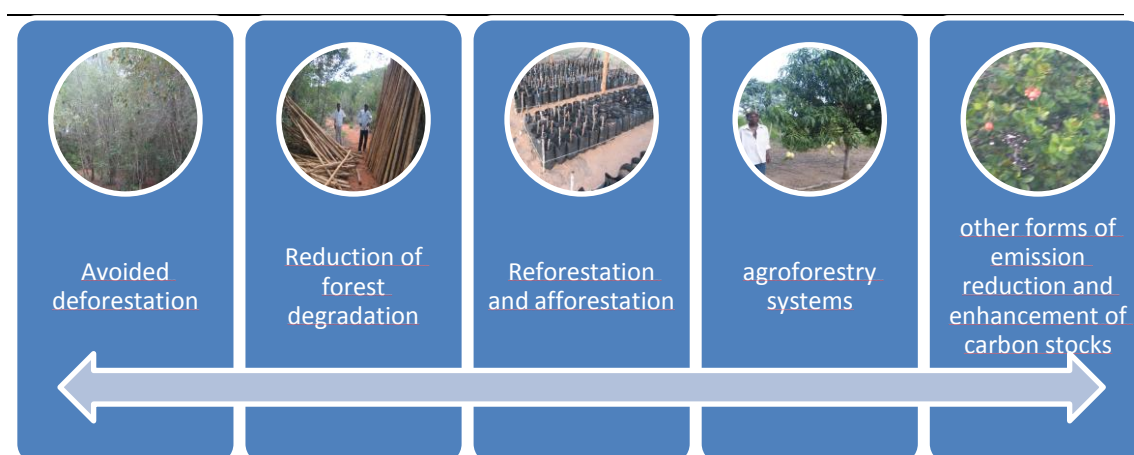 Avoided
deforestation
Reduction of
forest
degradation
Reforestation
and afforestation
agroforestry
systems
other forms of
emission
reduction and
enhancement of
carbon stocks